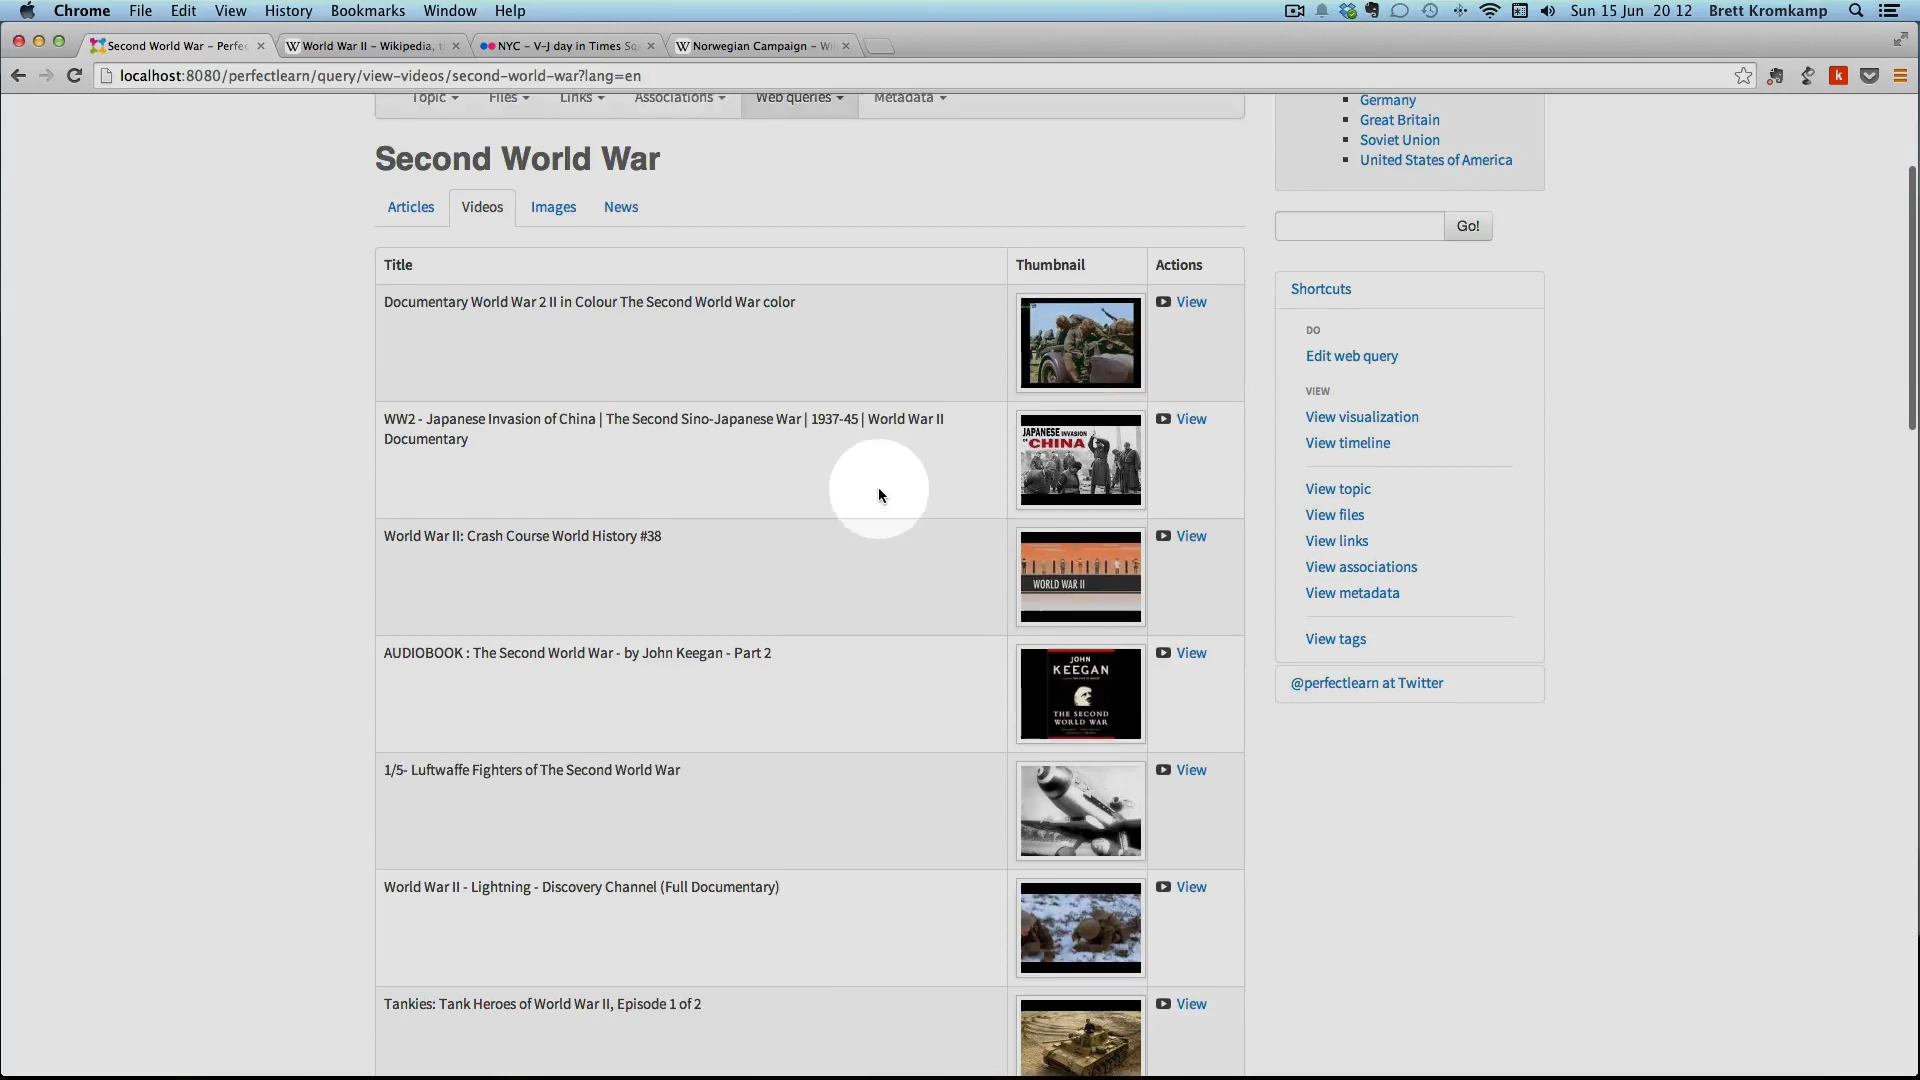 Chrome File Edit View History Bookmarks Window Help Sun 15 Jun 20 12 Brett Kromkamp
Second World War - Perfec World War II - Wikipedia, t NYC - V-J day in Times Sq Norwegian Campaign - Wi
localhost:8080/perfectlearn/query/view-videos/second-world-war?lang=en
Topic Files Links Associations Web queries Metadata
Germany
Great Britain
Soviet Union
United States of America
Second World War
Articles Videos Images News
Go!
Title Thumbnail Actions
Documentary World War 2 II in Colour The Second World War color View
WW2 - Japanese Invasion of China | The Second Sino-Japanese War | 1937-45 | World War II
Documentary
JAPANESE INVASION
OF CHINA
View
World War II: Crash Course World History #38
WORLD WAR II
View
AUDIOBOOK : The Second World War - by John Keegan - Part 2
JOHN
KEEGAN
THE SECOND
WORLD WAR
View
1/5- Luftwaffe Fighters of The Second World War View
World War II - Lightning - Discovery Channel (Full Documentary) View
Tankies: Tank Heroes of World War II, Episode 1 of 2 View
Shortcuts
DO
Edit web query
VIEW
View visualization
View timeline
View topic
View files
View links
View associations
View metadata
View tags
@perfectlearn at Twitter